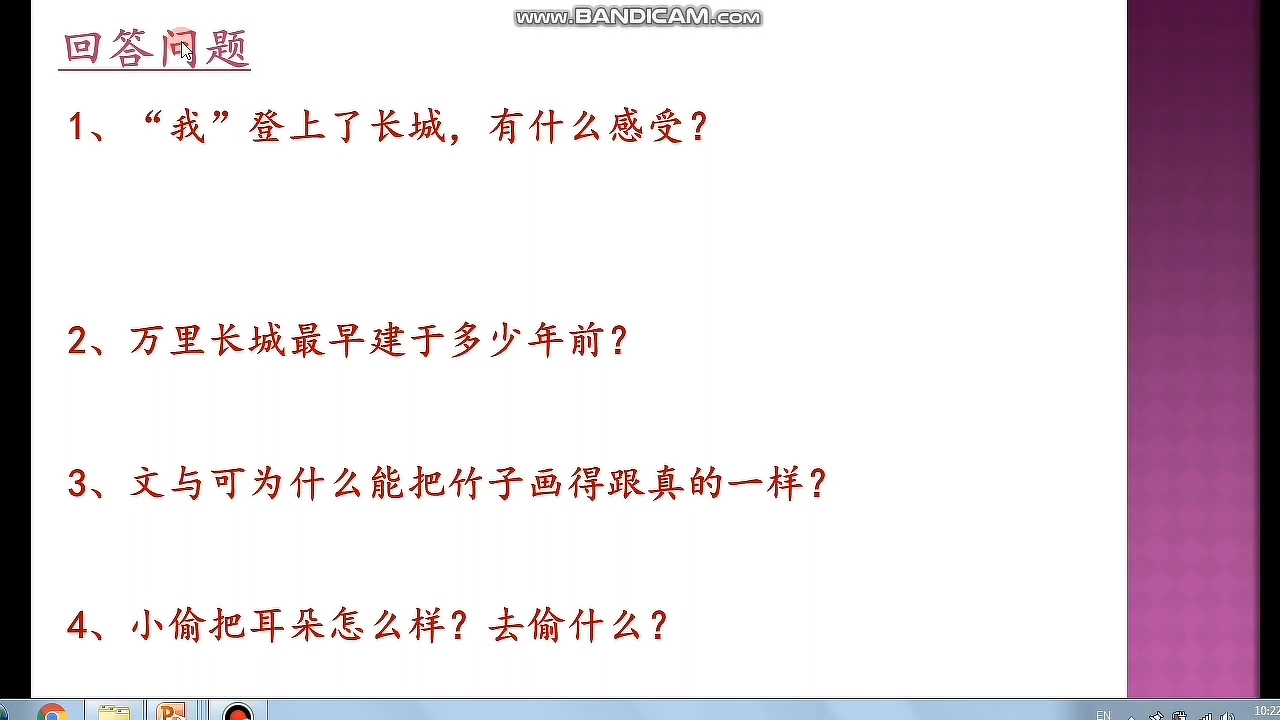 www.BANDICAM.com
回答问题
1、“我”登上了长城，有什么感受？
2、万里长城最早建于多少年前？
3、文与可为什么能把竹子画得跟真的一样？
4、小偷把耳朵怎么样？去偷什么？
EN
10:22